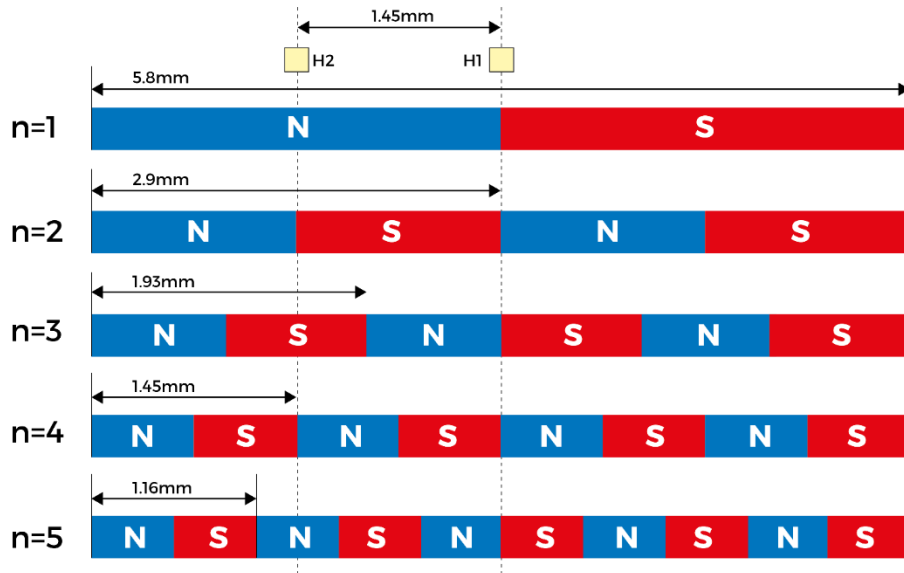 1.45mm
H2
H1
5.8mm
n=1
N S
2.9mm
n=2
N S N S
1.93mm
n=3
N S N S N S
1.45mm
n=4
N S N S N S N S
1.16mm
n=5
N S N S N S N S N S